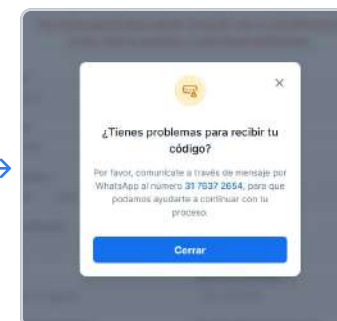 ¿Tienes problemas para recibir tu
código?
Por favor, comunícate a través de mensaje por
WhatsApp al número 31 7637 2654, para que
podamos ayudarte a continuar con tu
proceso.
Cerrar